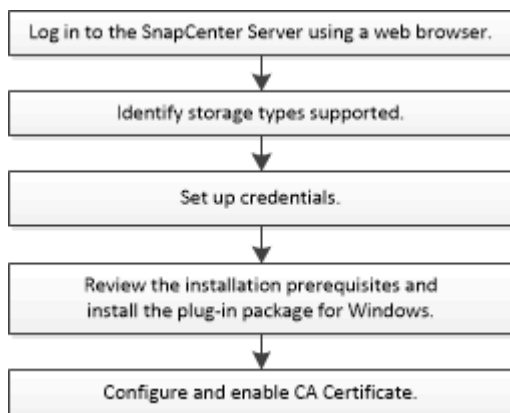 Log in to the SnapCenter Server using a web browser.
Identify storage types supported.
Set up credentials.
Review the installation prerequisites and
install the plug-in package for Windows.
Configure and enable CA Certificate.